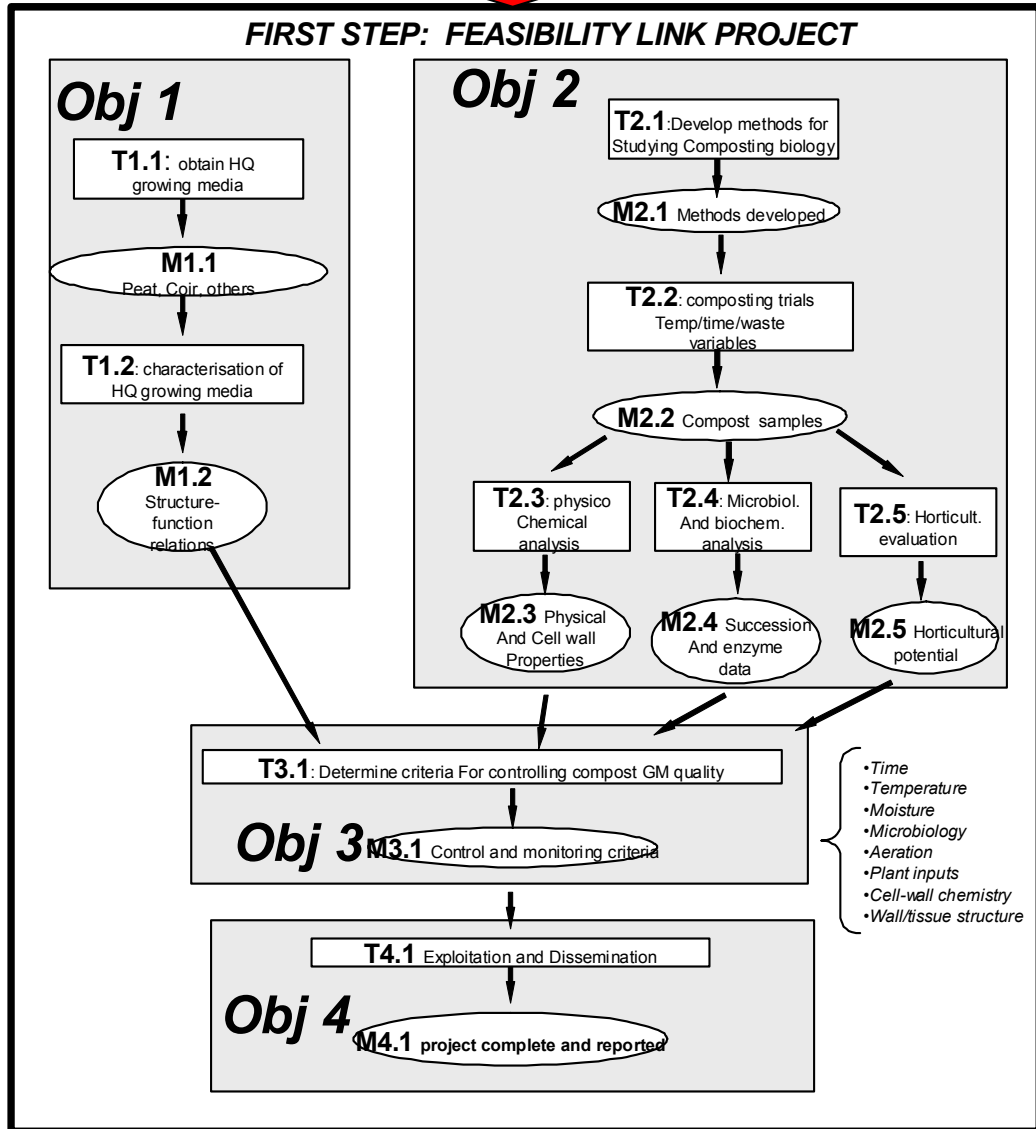 FIRST STEP: FEASIBILITY LINK PROJECT
Obj 1
T1.1: obtain HQ
growing media
M1.1
Peat, Coir, others
T1.2: characterisation of
HQ growing media
M1.2
Structure-
function
relations
Obj 2
T2.1:Develop methods for
Studying Composting biology
M2.1 Methods developed
T2.2: composting trials
Temp/time/waste
variables
M2.2 Compost samples
T2.3: physico
Chemical
analysis
T2.4: Microbiol.
And biochem.
analysis
T2.5: Horticult.
evaluation
M2.3 Physical
And Cell wall
Properties
M2.4 Succession
And enzyme
data
M2.5 Horticultural
potential
T3.1: Determine criteria For controlling compost GM quality
Obj 3
M3.1 Control and monitoring criteria
•Time
•Temperature
•Moisture
•Microbiology
•Aeration
•Plant inputs
•Cell-wall chemistry
•Wall/tissue structure
T4.1 Exploitation and Dissemination
Obj 4
M4.1 project complete and reported